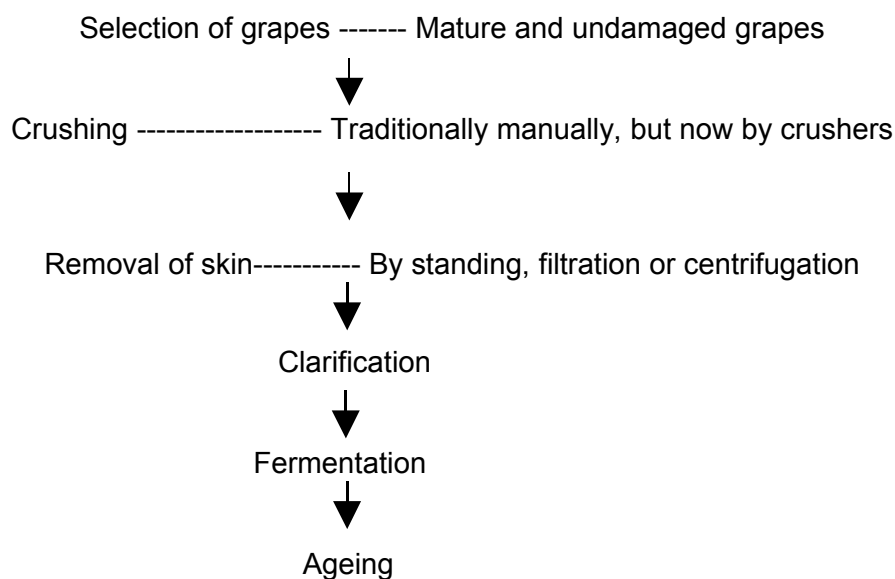 Selection of grapes ------- Mature and undamaged grapes
Crushing ------------------- Traditionally manually, but now by crushers
Removal of skin----------- By standing, filtration or centrifugation
Clarification
Fermentation
Ageing